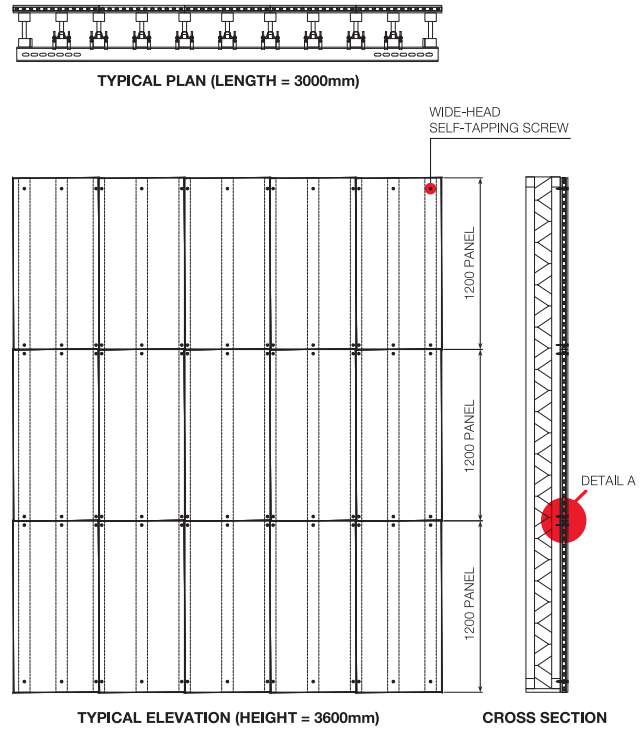 TYPICAL PLAN (LENGTH = 3000mm)
WIDE-HEAD
SELF-TAPPING SCREW
1200 PANEL
1200 PANEL
DETAIL A
1200 PANEL
TYPICAL ELEVATION (HEIGHT = 3600mm)
CROSS SECTION